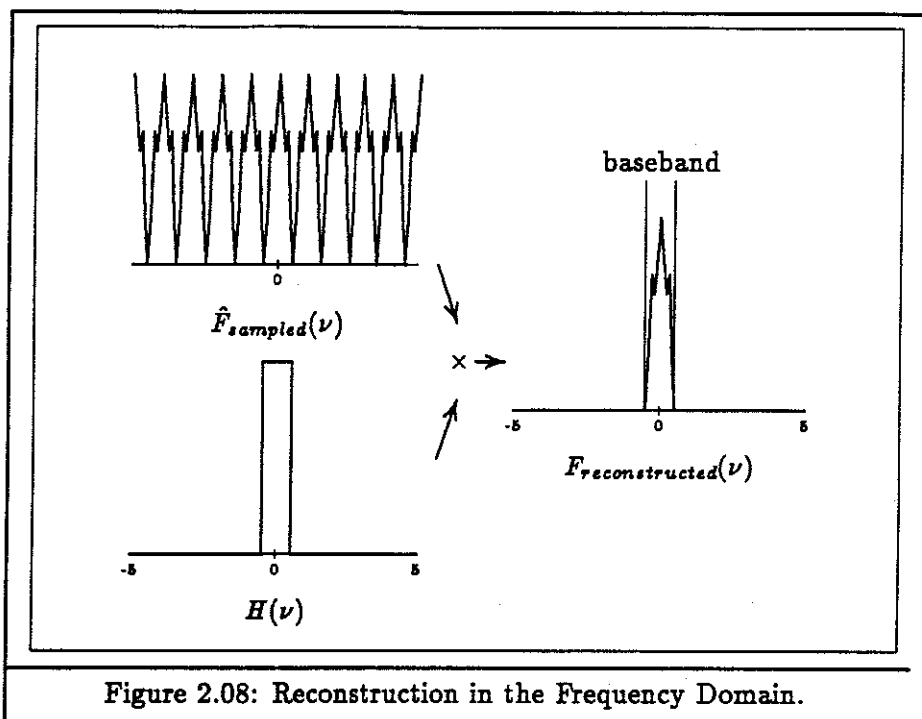 0
F̂sampled(ν)
-5 0 5
H(ν)
×
baseband
-5 0 5
Freconstructed(ν)
Figure 2.08: Reconstruction in the Frequency Domain.